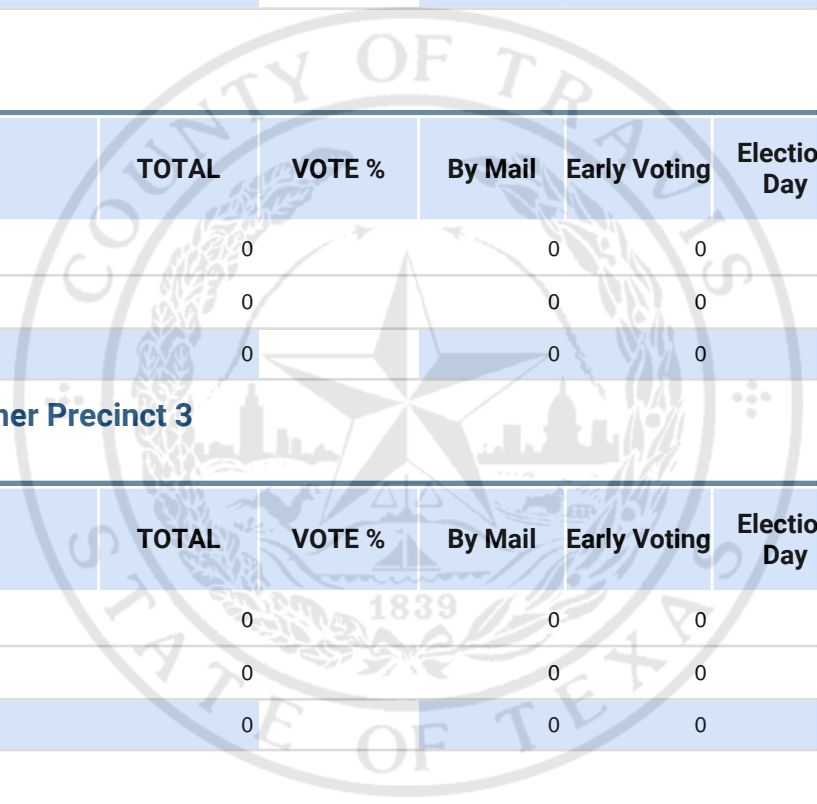 COUNTY OF TRAVIS
TOTAL VOTE % By Mail Early Voting Electio
Day
0 0 0
0 0 0
0 0 0
ner Precinct 3
TOTAL VOTE % By Mail Early Voting Electio
Day
1839
0 0 0
0 0 0
0 0 0
STATE OF TEXAS